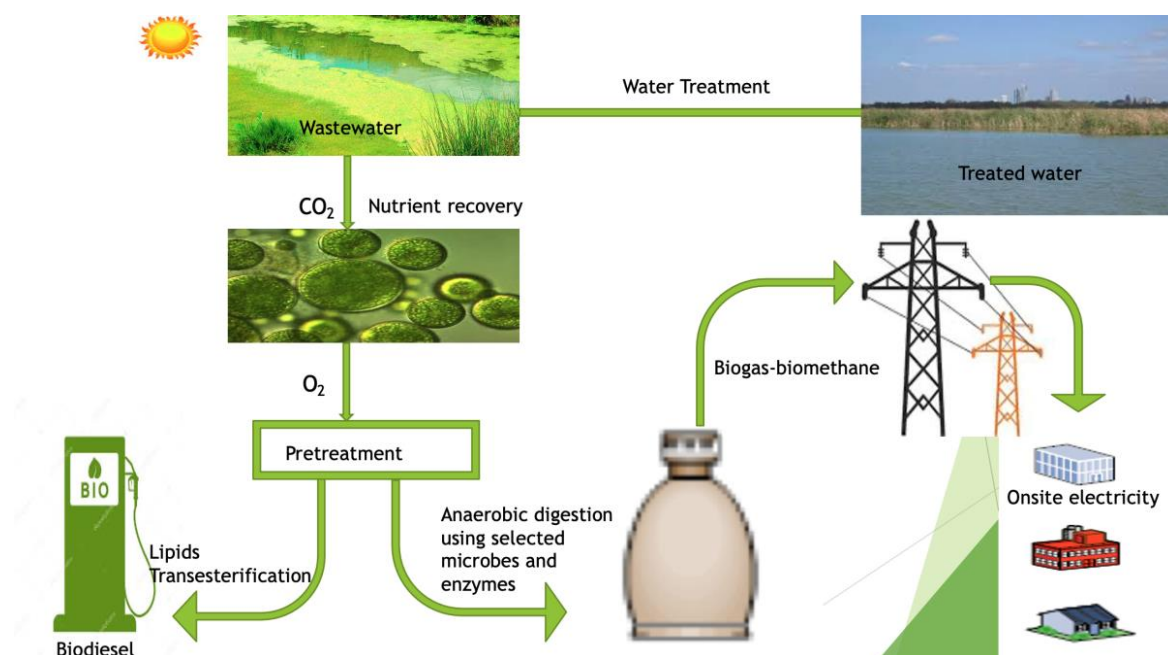 Water Treatment
Wastewater
Treated water
CO₂
Nutrient recovery
O₂
Biogas-biomethane
Pretreatment
BIO
Lipids
Transesterification
Anaerobic digestion
using selected
microbes and
enzymes
Onsite electricity
Biodiesel